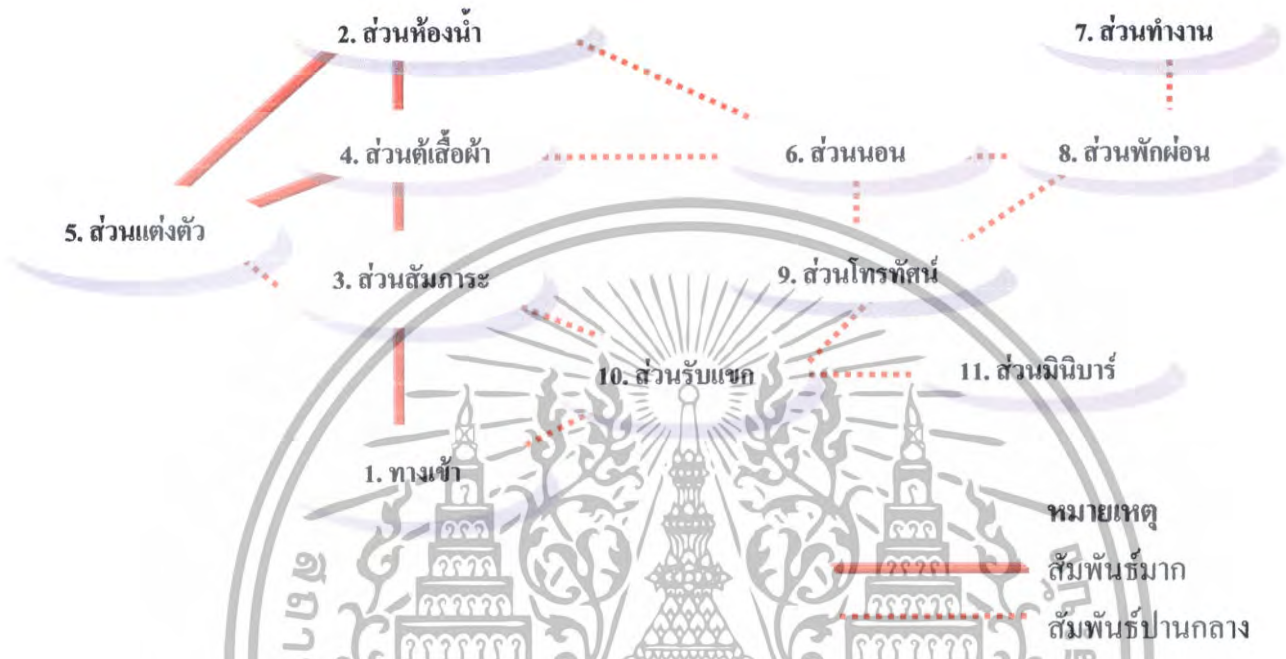 2. ส่วนห้องน้ำ
7. ส่วนทำงาน
4. ส่วนตู้เสื้อผ้า
6. ส่วนนอน
8. ส่วนพักผ่อน
5. ส่วนแต่งตัว
3. ส่วนสัมภาระ
9. ส่วนโทรทัศน์
10. ส่วนรับแขก
11. ส่วนมินิบาร์
1. ทางเข้า
หมายเหตุ
สัมพันธ์มาก
สัมพันธ์ปานกลาง